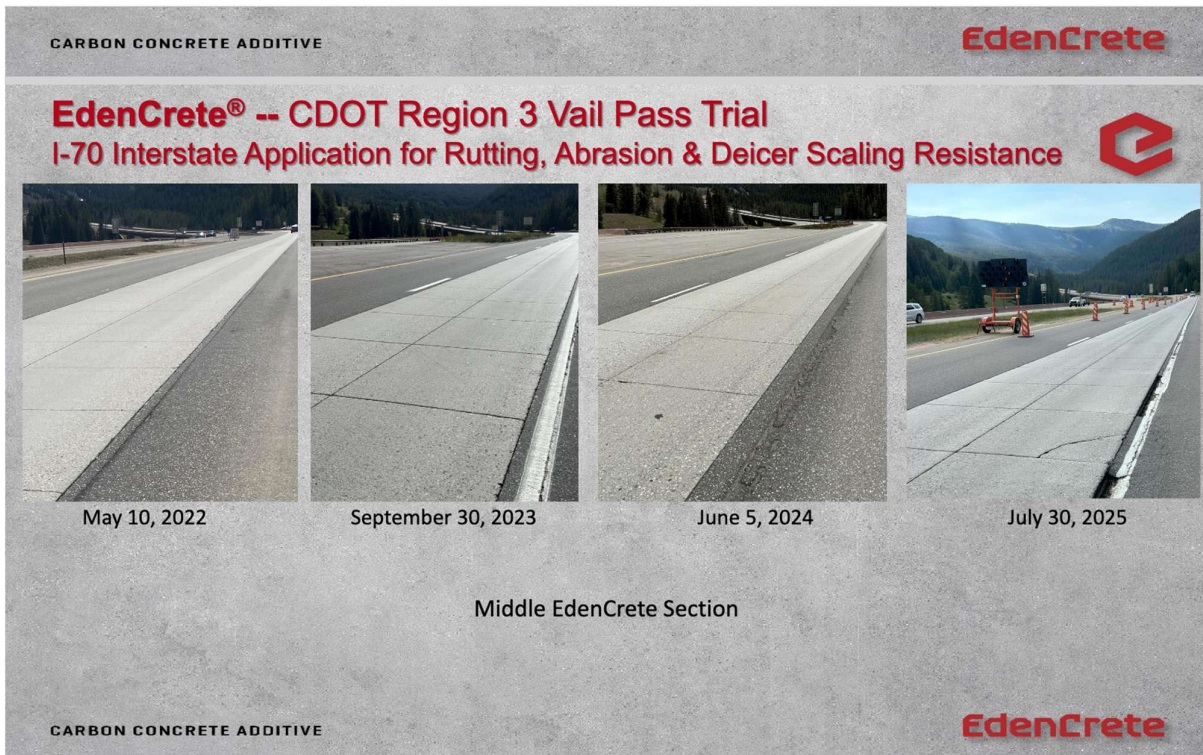 CARBON CONCRETE ADDITIVE
EdenCrete
EdenCrete® -- CDOT Region 3 Vail Pass Trial
I-70 Interstate Application for Rutting, Abrasion & Deicer Scaling Resistance
May 10, 2022
September 30, 2023
June 5, 2024
July 30, 2025
Middle EdenCrete Section
CARBON CONCRETE ADDITIVE
EdenCrete